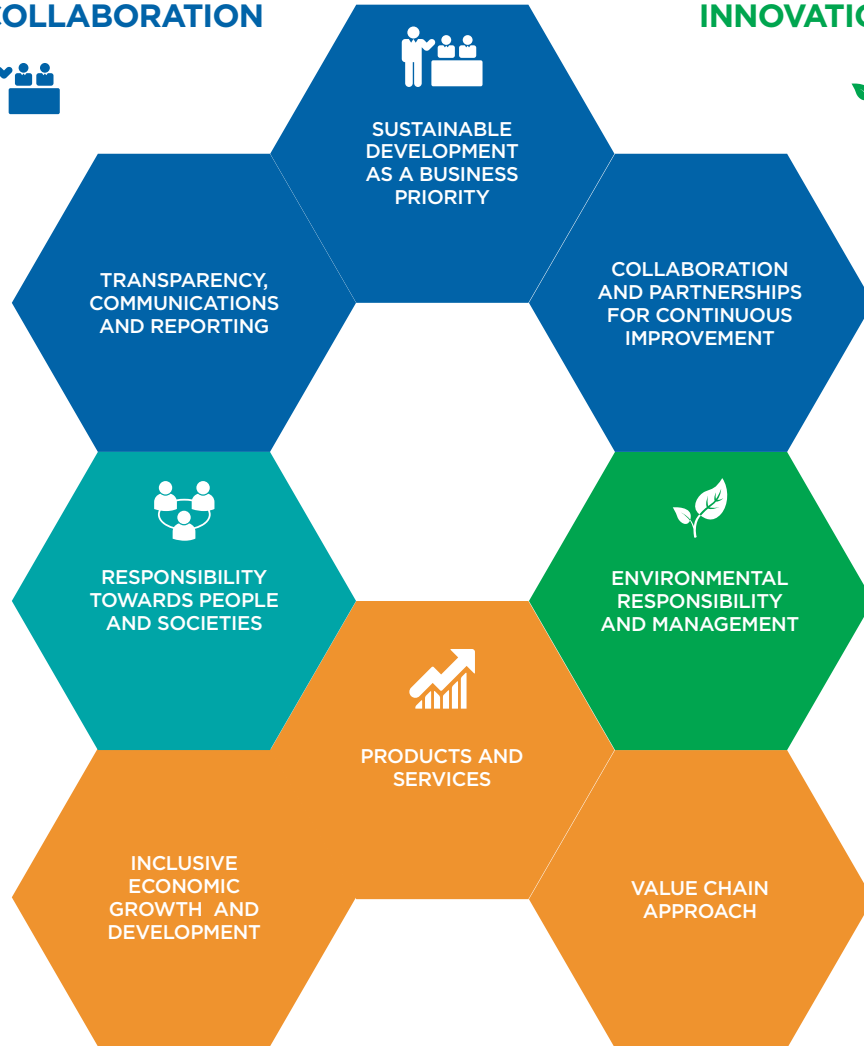 COLLABORATION
INNOVATIO
SUSTAINABLE
DEVELOPMENT
AS A BUSINESS
PRIORITY
TRANSPARENCY,
COMMUNICATIONS
AND REPORTING
COLLABORATION
AND PARTNERSHIPS
FOR CONTINUOUS
IMPROVEMENT
RESPONSIBILITY
TOWARDS PEOPLE
AND SOCIETIES
ENVIRONMENTAL
RESPONSIBILITY
AND MANAGEMENT
PRODUCTS AND
SERVICES
INCLUSIVE
ECONOMIC
GROWTH AND
DEVELOPMENT
VALUE CHAIN
APPROACH